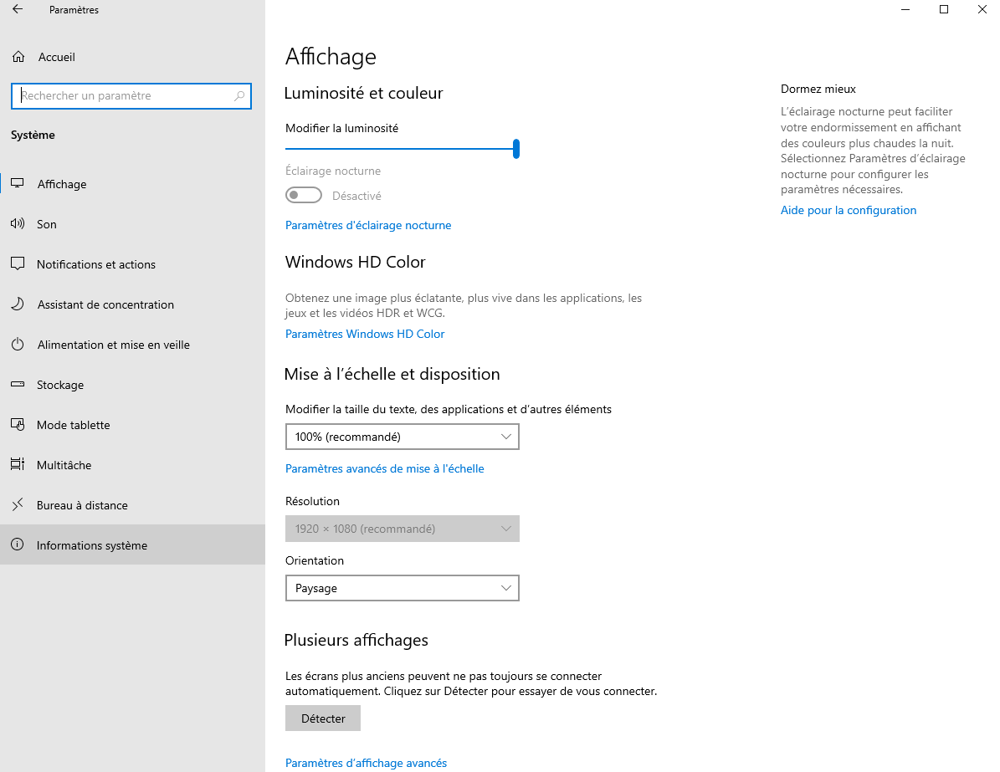 Paramètres
Accueil
Rechercher un paramètre
Système
Affichage
Son
Notifications et actions
Assistant de concentration
Alimentation et mise en veille
Stockage
Mode tablette
Multitâche
Bureau à distance
Informations système
Affichage
Luminosité et couleur
Modifier la luminosité
Éclairage nocturne
Désactivé
Paramètres d'éclairage nocturne
Windows HD Color
Obtenez une image plus éclatante, plus vive dans les applications, les
jeux et les vidéos HDR et WCG.
Paramètres Windows HD Color
Mise à l’échelle et disposition
Modifier la taille du texte, des applications et d’autres éléments
100% (recommandé)
Paramètres avancés de mise à l'échelle
Résolution
1920 × 1080 (recommandé)
Orientation
Paysage
Plusieurs affichages
Les écrans plus anciens peuvent ne pas toujours se connecter
automatiquement. Cliquez sur Détecter pour essayer de vous connecter.
Détecter
Paramètres d’affichage avancés
Dormez mieux
L’éclairage nocturne peut faciliter
votre endormissement en affichant
des couleurs plus chaudes la nuit.
Sélectionnez Paramètres d’éclairage
nocturne pour configurer les
paramètres nécessaires.
Aide pour la configuration